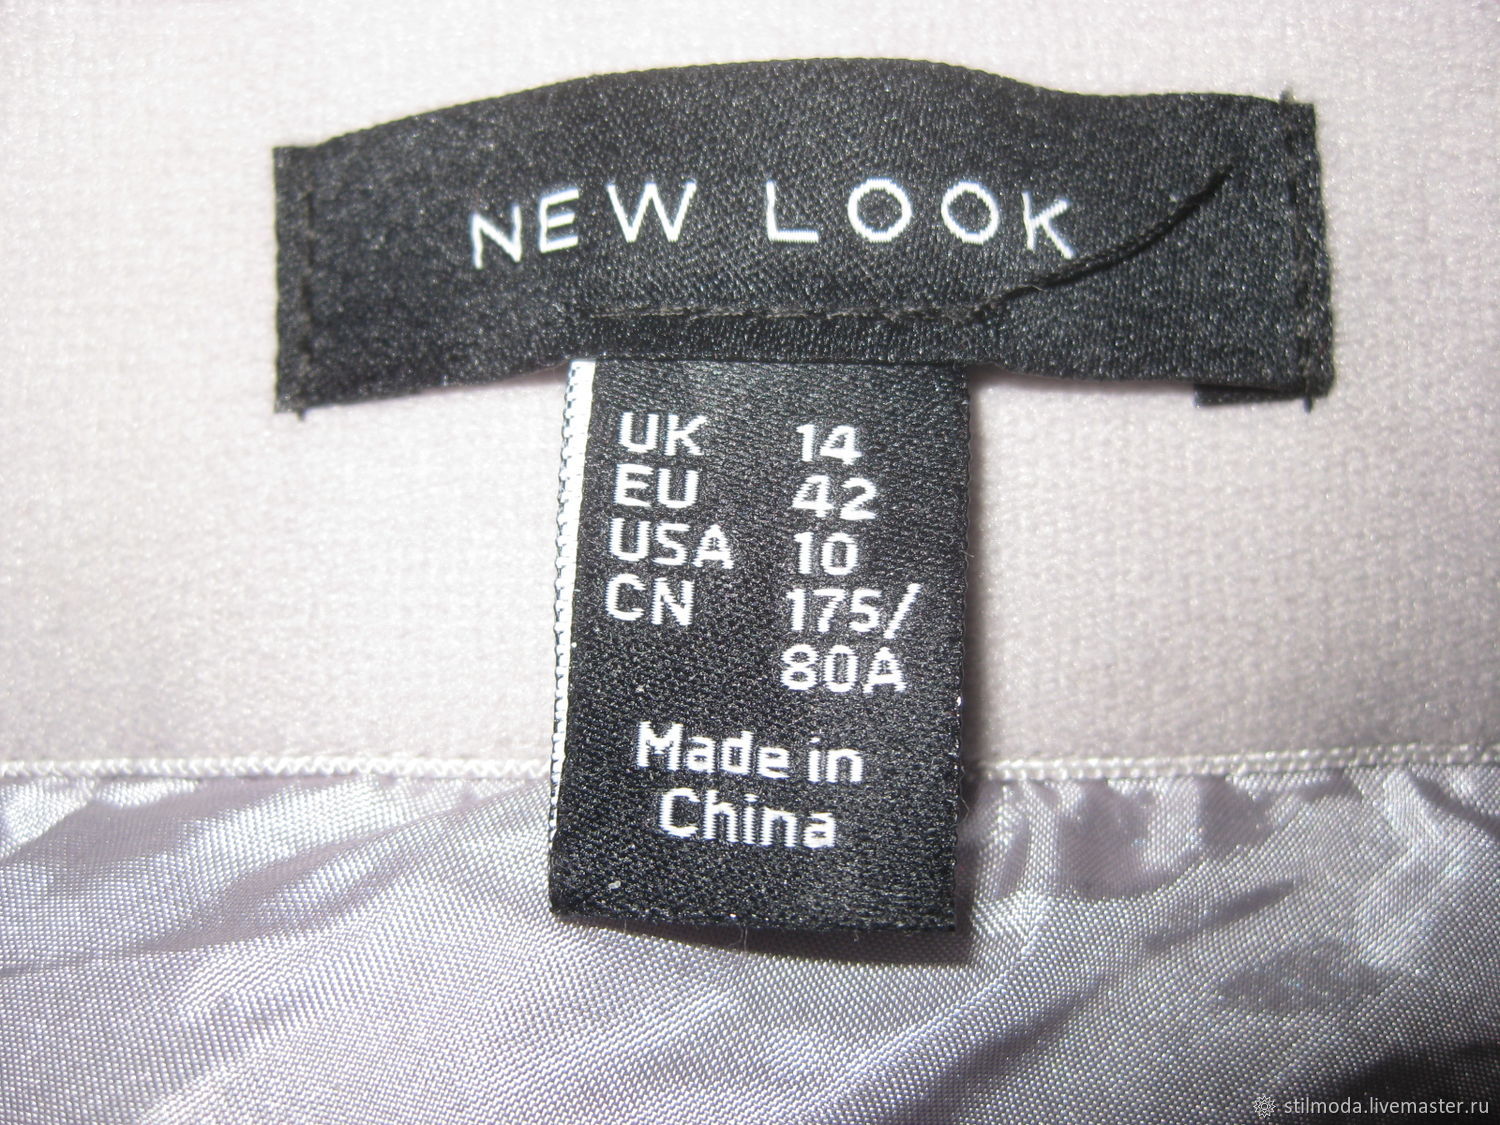 NEW LOOK
UK 14
EU 42
USA 10
CN 175/
80A
Made in
China
stilmoda.livemaster.ru